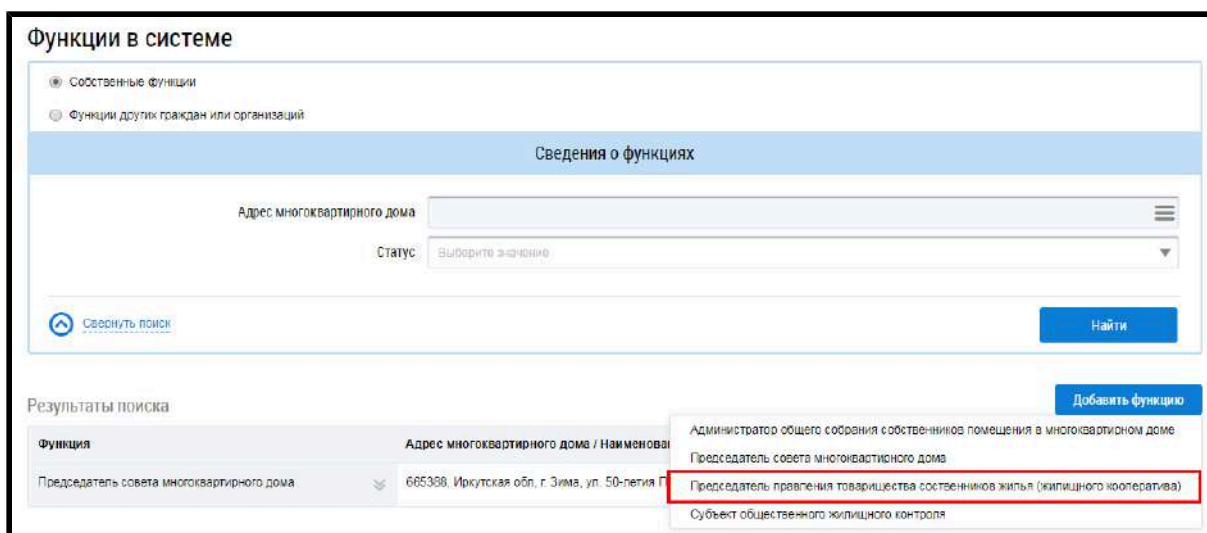 Функции в системе
Собственные функции
Функции других граждан или организаций
Сведения о функциях
Адрес многоквартирного дома
Статус Выберите значение
Свернуть поиск Найти
Результаты поиска Добавить функцию
Администратор общего собрания собственников помещения в многоквартирном доме
Функция Адрес многоквартирного дома / Наименован
Председатель совета многоквартирного дома
Председатель совета многоквартирного дома 665388, Иркутская обл, г. Зима, ул. 50-летия П
Председатель правления товарищества соственников жилья (жилищного кооператива)
Субъект общественного жилищного контроля